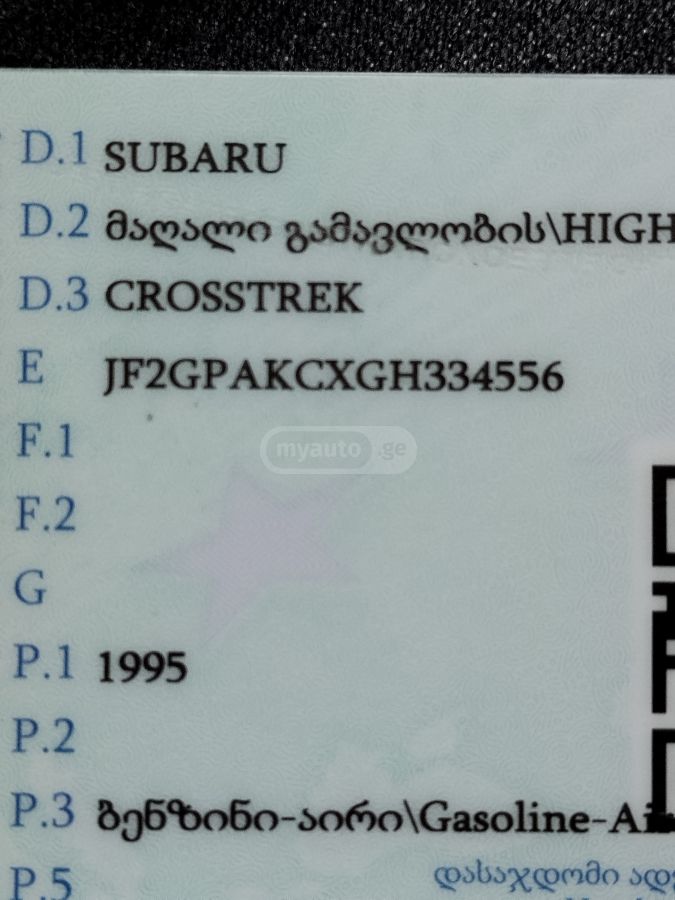 D.1 SUBARU
D.2 მაღალი გამავლობის\HIGH
D.3 CROSSTREK
E JF2GPAKCXGH334556
F.1
myauto.ge
F.2
G
P.1 1995
P.2
P.3 ბენზინი-აირი\Gasoline-Ai
P.5 დასაჯდომი